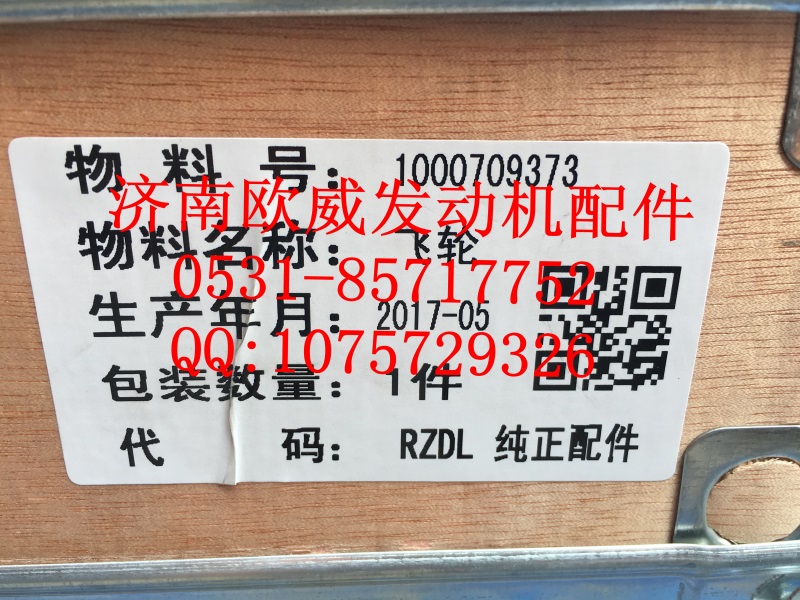 物料号：1000709373
济南欧威发动机配件
物料名称：飞轮
0531-85717752
生产年月：2017-05
QQ:1075729326
包装数量：1件
代码：RZDL 纯正配件